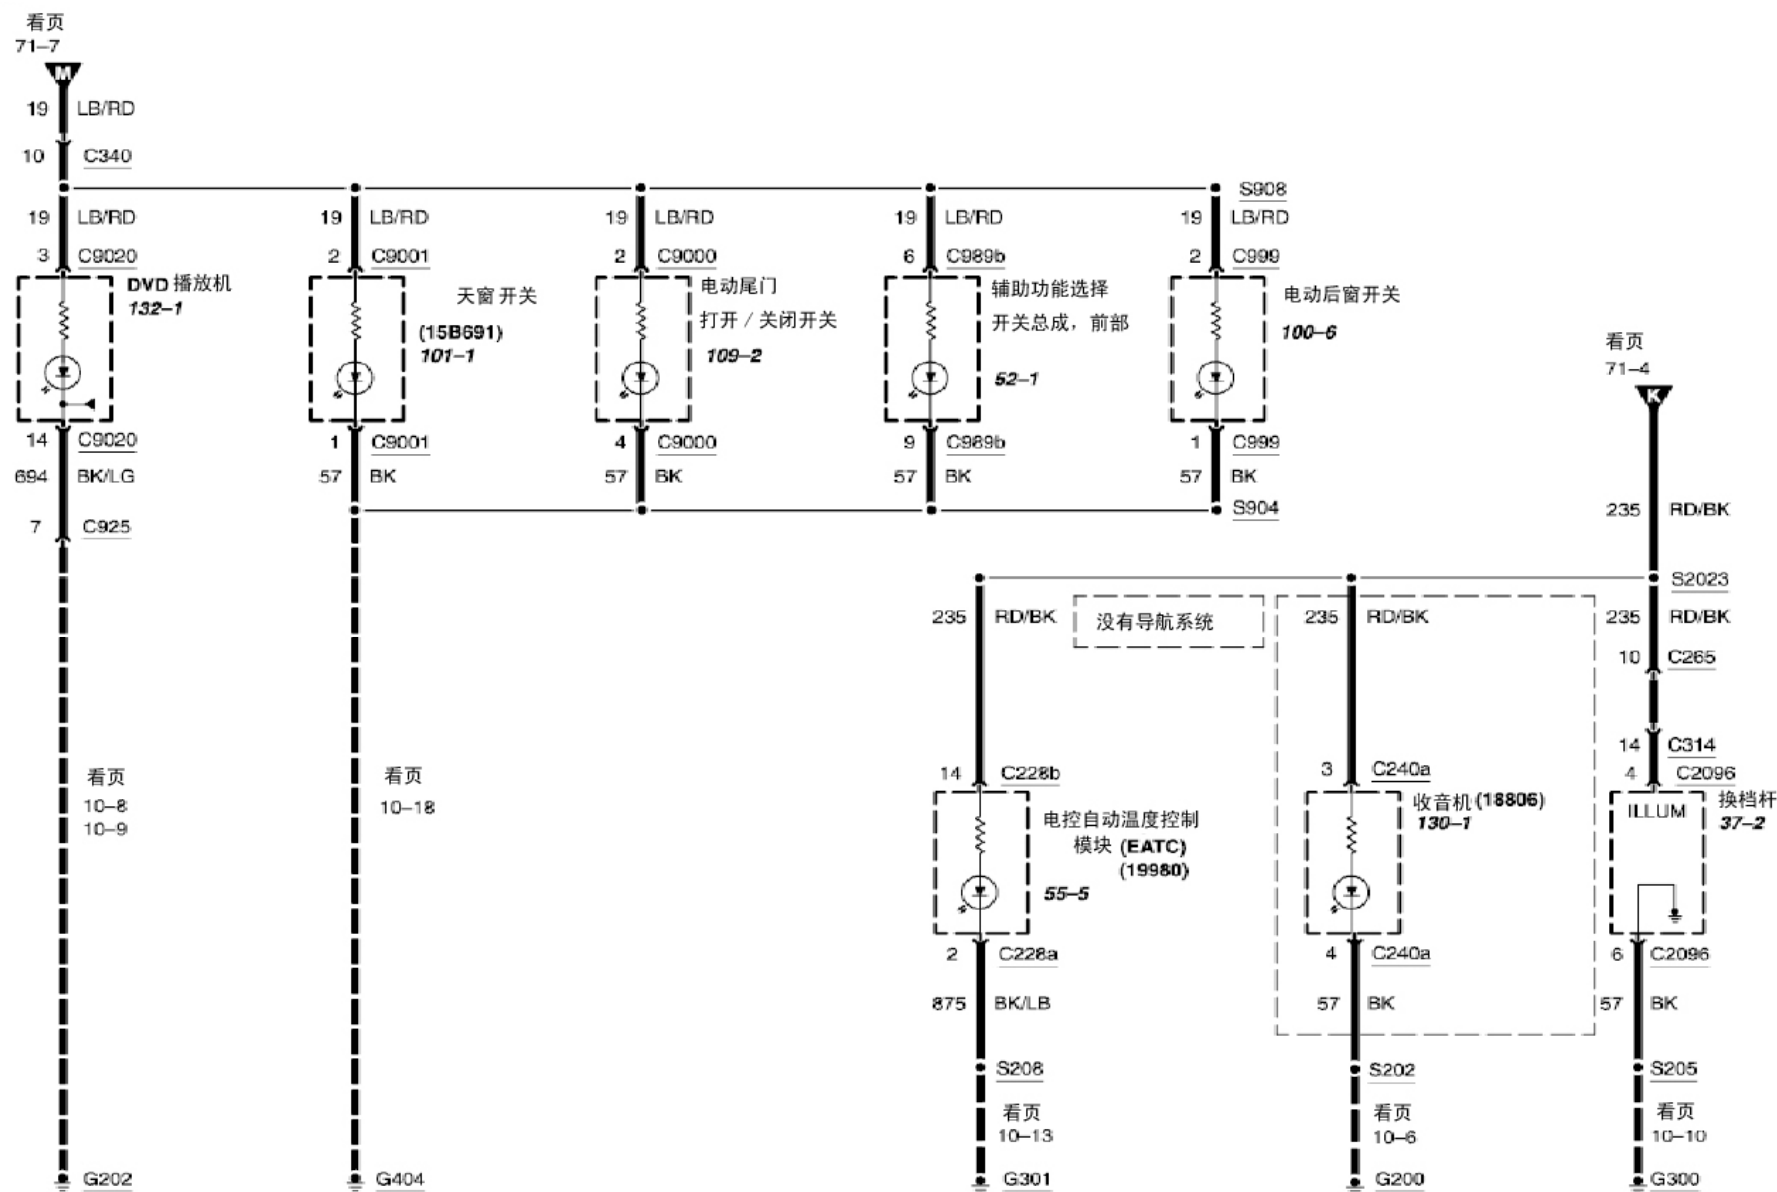 看页
71–7
M
19 LB/RD
10 C340
S908
19 LB/RD 19 LB/RD 19 LB/RD 19 LB/RD 19 LB/RD
3 C9020 2 C9001 2 C9000 6 C989b 2 C999
DVD 播放机
132–1
天窗 开关
(15B691)
101–1
电动尾门
打开 / 关闭开关
109–2
辅助功能选择
开关总成，前部
52–1
电动后窗开关
100–6
14 C9020 1 C9001 4 C9000 9 C989b 1 C999
694 BK/LG 57 BK 57 BK 57 BK 57 BK
7 C925
S904
看页
71–4
K
235 RD/BK
S2023
235 RD/BK 没有导航系统 235 RD/BK 235 RD/BK
10 C265
14 C314
14 C228b 3 C240a 4 C2096
看页
10–8
10–9
看页
10–18
电控自动温度控制
模块 (EATC)
(19980)
55–5
收音机 (18806)
130–1
ILLUM
换档杆
37–2
2 C228a 4 C240a 6 C2096
875 BK/LB 57 BK 57 BK
S208 S202 S205
看页
10–13
看页
10–6
看页
10–10
G202 G404 G301 G200 G300